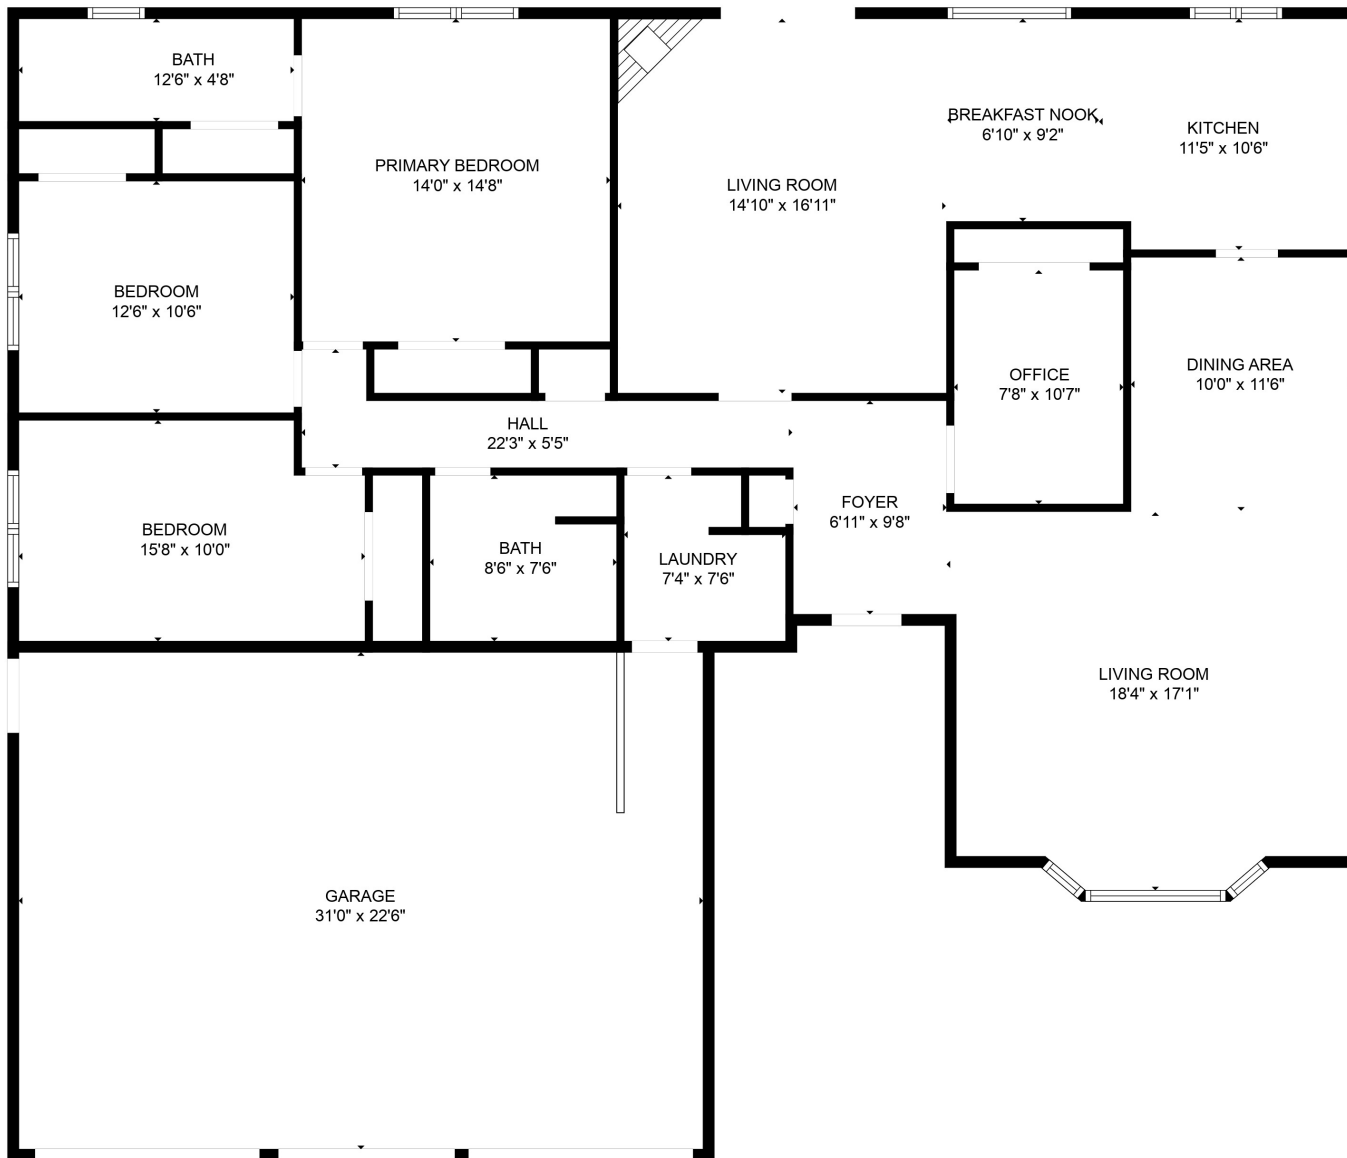 BATH
12'6" x 4'8"
PRIMARY BEDROOM
14'0" x 14'8"
LIVING ROOM
14'10" x 16'11"
BREAKFAST NOOK
6'10" x 9'2"
KITCHEN
11'5" x 10'6"
BEDROOM
12'6" x 10'6"
OFFICE
7'8" x 10'7"
DINING AREA
10'0" x 11'6"
HALL
22'3" x 5'5"
BEDROOM
15'8" x 10'0"
BATH
8'6" x 7'6"
LAUNDRY
7'4" x 7'6"
FOYER
6'11" x 9'8"
LIVING ROOM
18'4" x 17'1"
GARAGE
31'0" x 22'6"